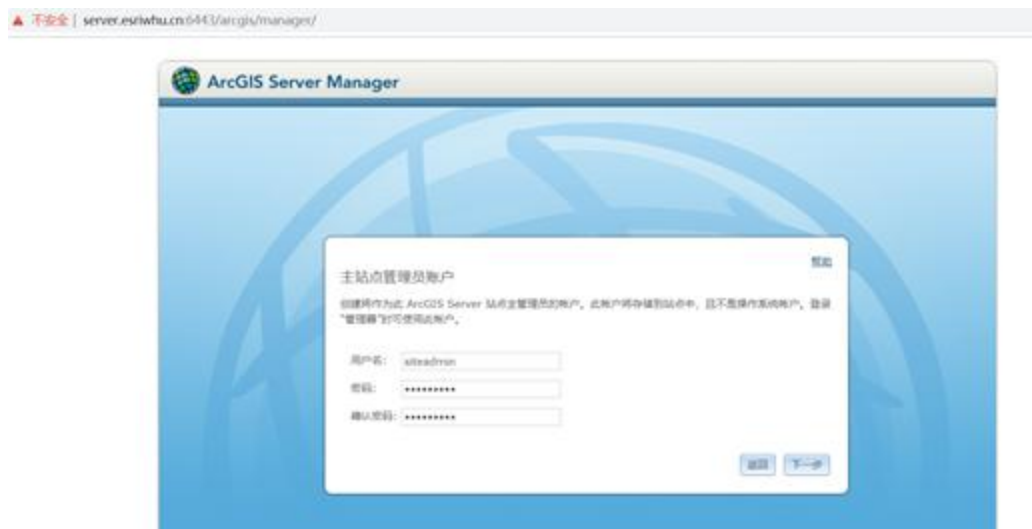 不安全 | server.esriwhu.cn:6443/arcgis/manager/
ArcGIS Server Manager
帮助
主站点管理员账户
创建将作为此 ArcGIS Server 站点主管理员的帐户。此帐户将存储到站点中，且不是操作系统帐户。登录
"管理器"时可使用此帐户。
用户名: siteadmin
密码: •••••••••
确认密码: •••••••••
返回 下一步